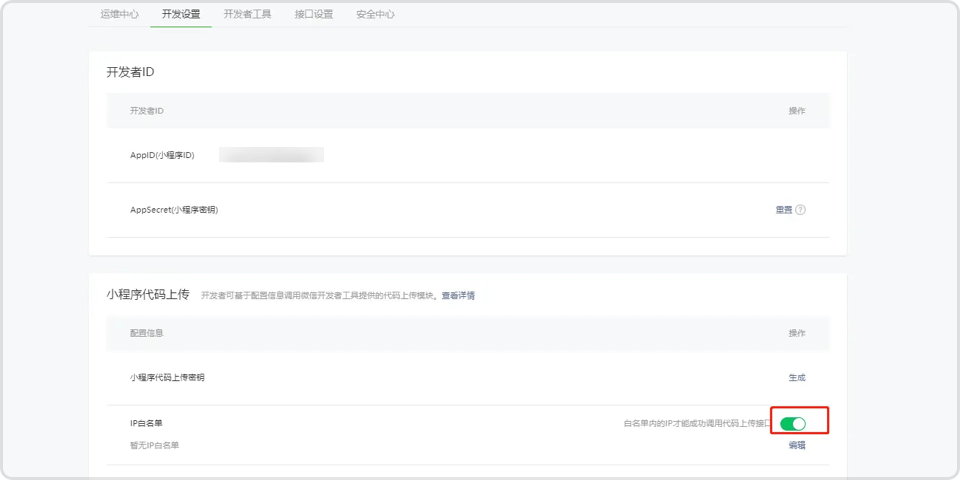 运维中心 开发设置 开发者工具 接口设置 安全中心
开发者ID
开发者ID 操作
AppID(小程序ID)
AppSecret(小程序密钥) 重置 ?
小程序代码上传 开发者可基于配置信息调用微信开发者工具提供的代码上传模块。查看详情
配置信息 操作
小程序代码上传密钥 生成
IP白名单 白名单内的IP才能成功调用代码上传接口
暂无IP白名单 编辑